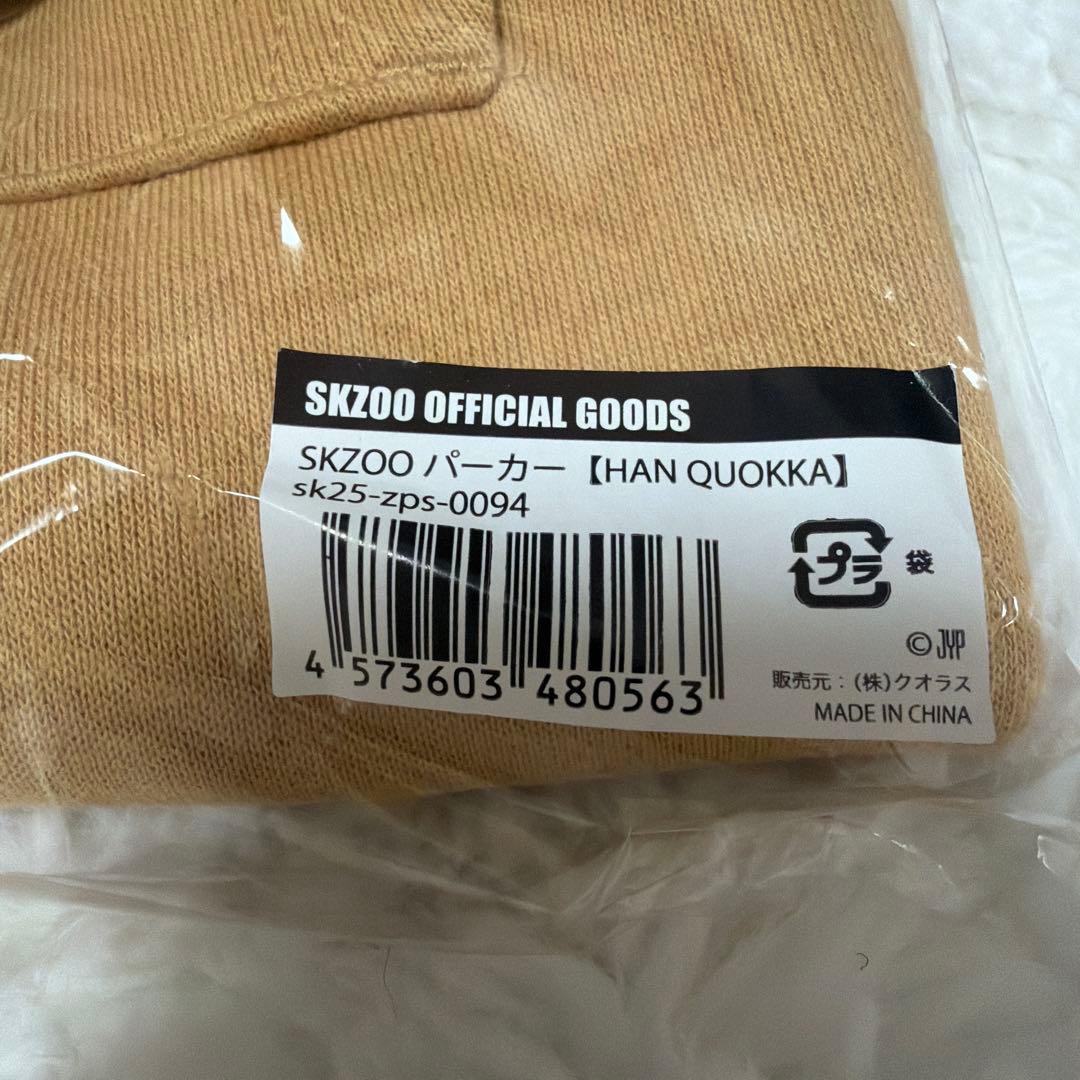 SKZOO OFFICIAL GOODS
SKZOO パーカー【HAN QUOKKA】
sk25-zps-0094
4 573603 480563
プラ 袋
© JYP
販売元：(株)クオラス
MADE IN CHINA